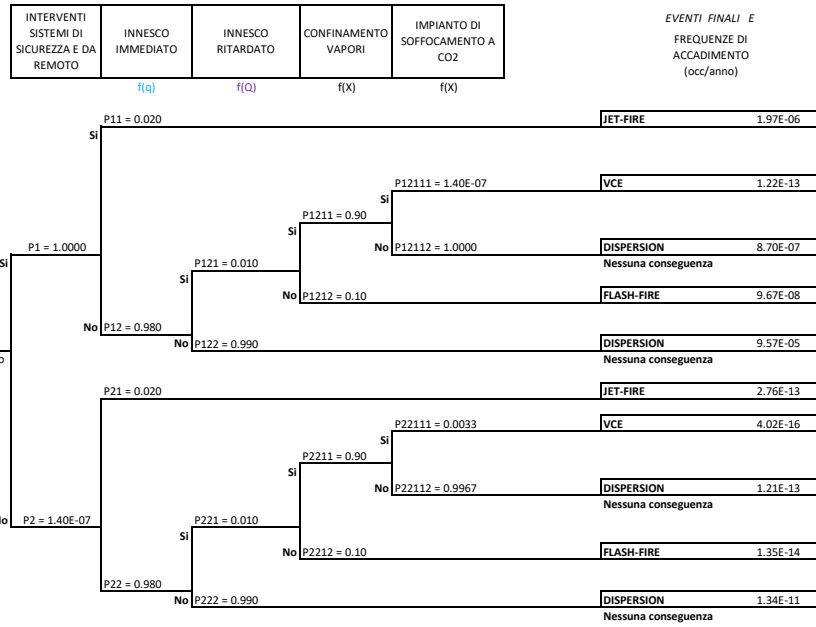 INTERVENTI
SISTEMI DI
SICUREZZA E DA
REMOTO
INNESCO
IMMEDIATO
INNESCO
RITARDATO
CONFINAMENTO
VAPORI
IMPIANTO DI
SOFFOCAMENTO A
CO2
EVENTI FINALI E
FREQUENZE DI
ACCADIMENTO
(occ/anno)
f(q)
f(Q)
f(X)
f(X)
P11 = 0.020
JET-FIRE 1.97E-06
Si
P12111 = 1.40E-07
VCE 1.22E-13
Si
P1211 = 0.90
Si
P1 = 1.0000
No P12112 = 1.0000
DISPERSION 8.70E-07
Si
P121 = 0.010
Nessuna conseguenza
Si
No P1212 = 0.10
FLASH-FIRE 9.67E-08
No P12 = 0.980
No P122 = 0.990
DISPERSION 9.57E-05
o
Nessuna conseguenza
P21 = 0.020
JET-FIRE 2.76E-13
P22111 = 0.0033
VCE 4.02E-16
Si
P2211 = 0.90
Si
No P22112 = 0.9967
DISPERSION 1.21E-13
Nessuna conseguenza
No P2 = 1.40E-07
P221 = 0.010
Si
No P2212 = 0.10
FLASH-FIRE 1.35E-14
P22 = 0.980
No P222 = 0.990
DISPERSION 1.34E-11
Nessuna conseguenza